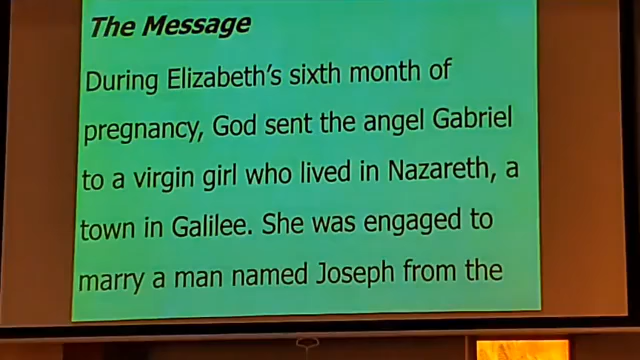 The Message
During Elizabeth's sixth month of
pregnancy, God sent the angel Gabriel
to a virgin girl who lived in Nazareth, a
town in Galilee. She was engaged to
marry a man named Joseph from the